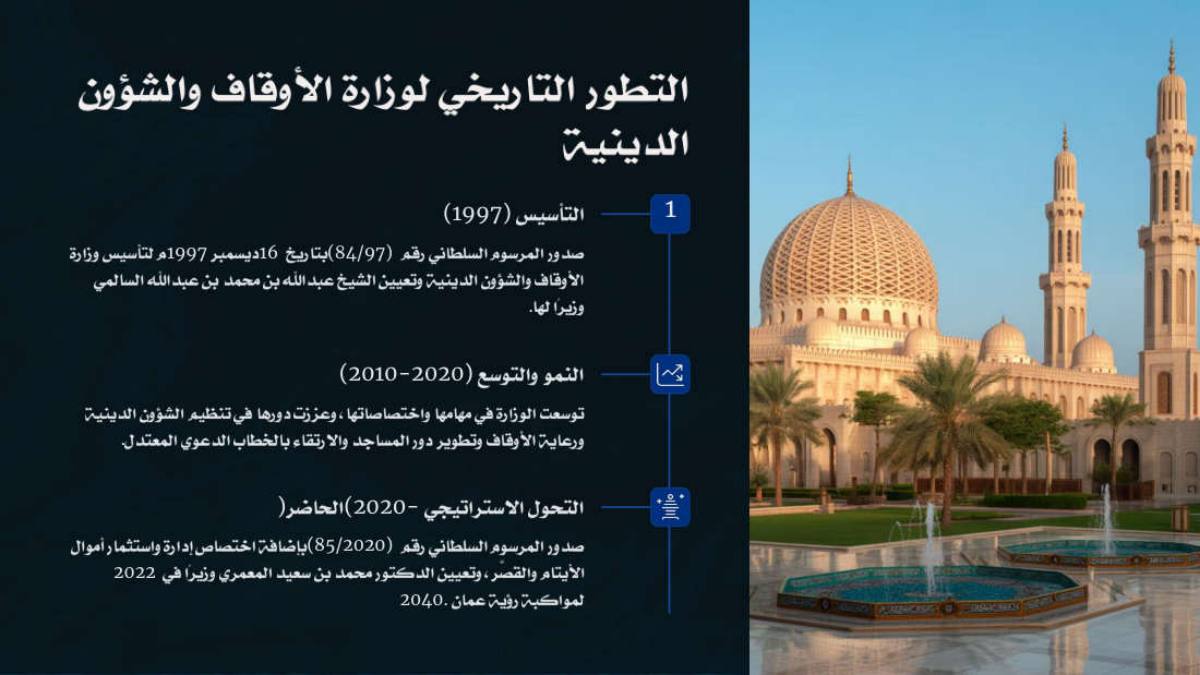 التطور التاريخي لوزارة الأوقاف والشؤون
الدينية
1
التأسيس (1997)
صدور المرسوم السلطاني رقم (84/97)بتاريخ 16ديسمبر 1997م لتأسيس وزارة
الأوقاف والشؤون الدينية وتعيين الشيخ عبدالله بن محمد بن عبدالله السالمي
وزيرًا لها.
النمو والتوسع (2010-2020)
توسعت الوزارة في مهامها واختصاصاتها، وعززت دورها في تنظيم الشؤون الدينية
ورعاية الأوقاف وتطوير دور المساجد والارتقاء بالخطاب الدعوي المعتدل.
التحول الاستراتيجي -2020)الحاضر(
صدور المرسوم السلطاني رقم (85/2020)بإضافة اختصاص إدارة واستثمار أموال
الأيتام والقصّر، وتعيين الدكتور محمد بن سعيد المعمري وزيرًا في 2022
لمواكبة رؤية عمان .2040